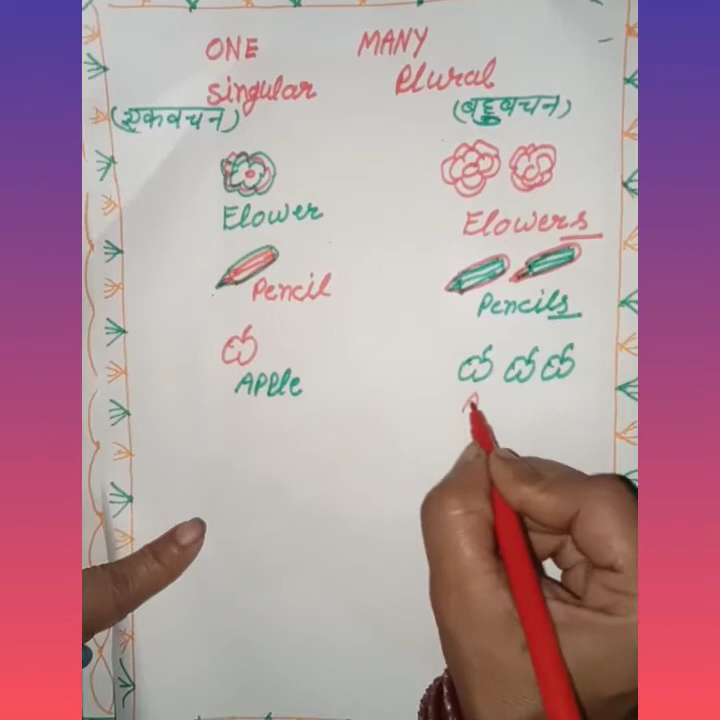 ONE MANY
Singular Plural
(एकवचन) (बहुवचन)
Flower Flowers
Pencil Pencils
Apple